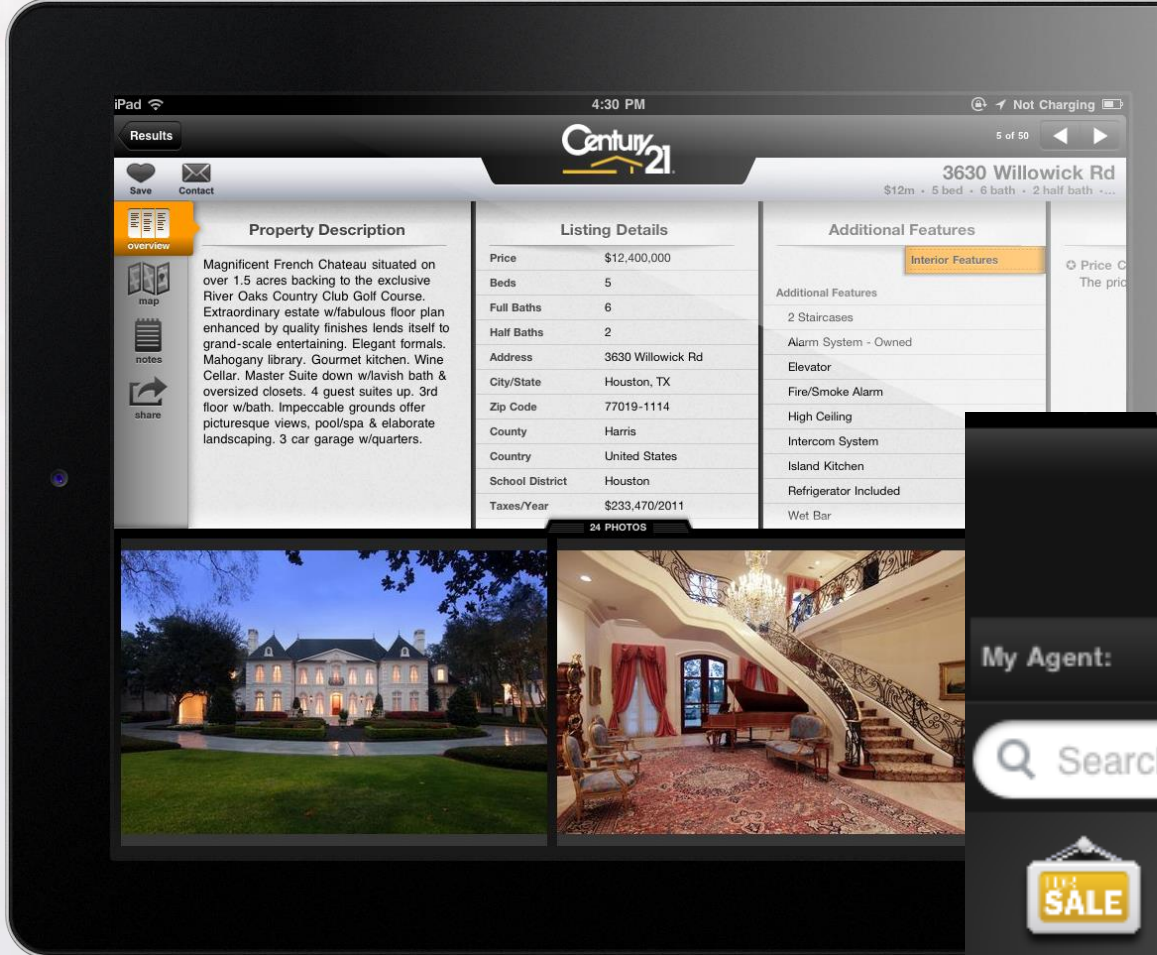 iPad
4:30 PM
Not Charging
Results
Century 21.
5 of 50
Save
Contact
3630 Willowick Rd
$12m • 5 bed • 6 bath • 2 half bath •...
overview
map
notes
share
Property Description
Magnificent French Chateau situated on
over 1.5 acres backing to the exclusive
River Oaks Country Club Golf Course.
Extraordinary estate w/fabulous floor plan
enhanced by quality finishes lends itself to
grand-scale entertaining. Elegant formals.
Mahogany library. Gourmet kitchen. Wine
Cellar. Master Suite down w/lavish bath &
oversized closets. 4 guest suites up. 3rd
floor w/bath. Impeccable grounds offer
picturesque views, pool/spa & elaborate
landscaping. 3 car garage w/quarters.
Listing Details
Price $12,400,000
Beds 5
Full Baths 6
Half Baths 2
Address 3630 Willowick Rd
City/State Houston, TX
Zip Code 77019-1114
County Harris
Country United States
School District Houston
Taxes/Year $233,470/2011
Additional Features
Interior Features
Additional Features
2 Staircases
Alarm System - Owned
Elevator
Fire/Smoke Alarm
High Ceiling
Intercom System
Island Kitchen
Refrigerator Included
Wet Bar
Price C
The pric
24 PHOTOS
My Agent:
Search
FOR
SALE